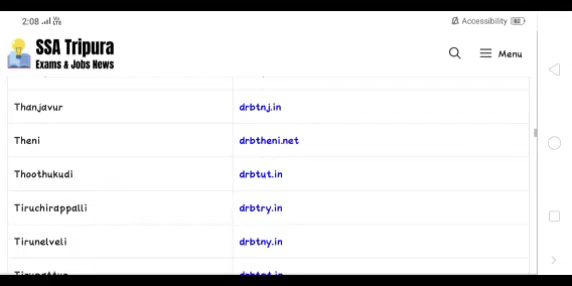 2:08
Accessibility
SSA Tripura
Exams & Jobs News
Menu
Thanjavur drbtnj.in
Theni drbtheni.net
Thoothukudi drbtut.in
Tiruchirappalli drbtry.in
Tirunelveli drbtny.in